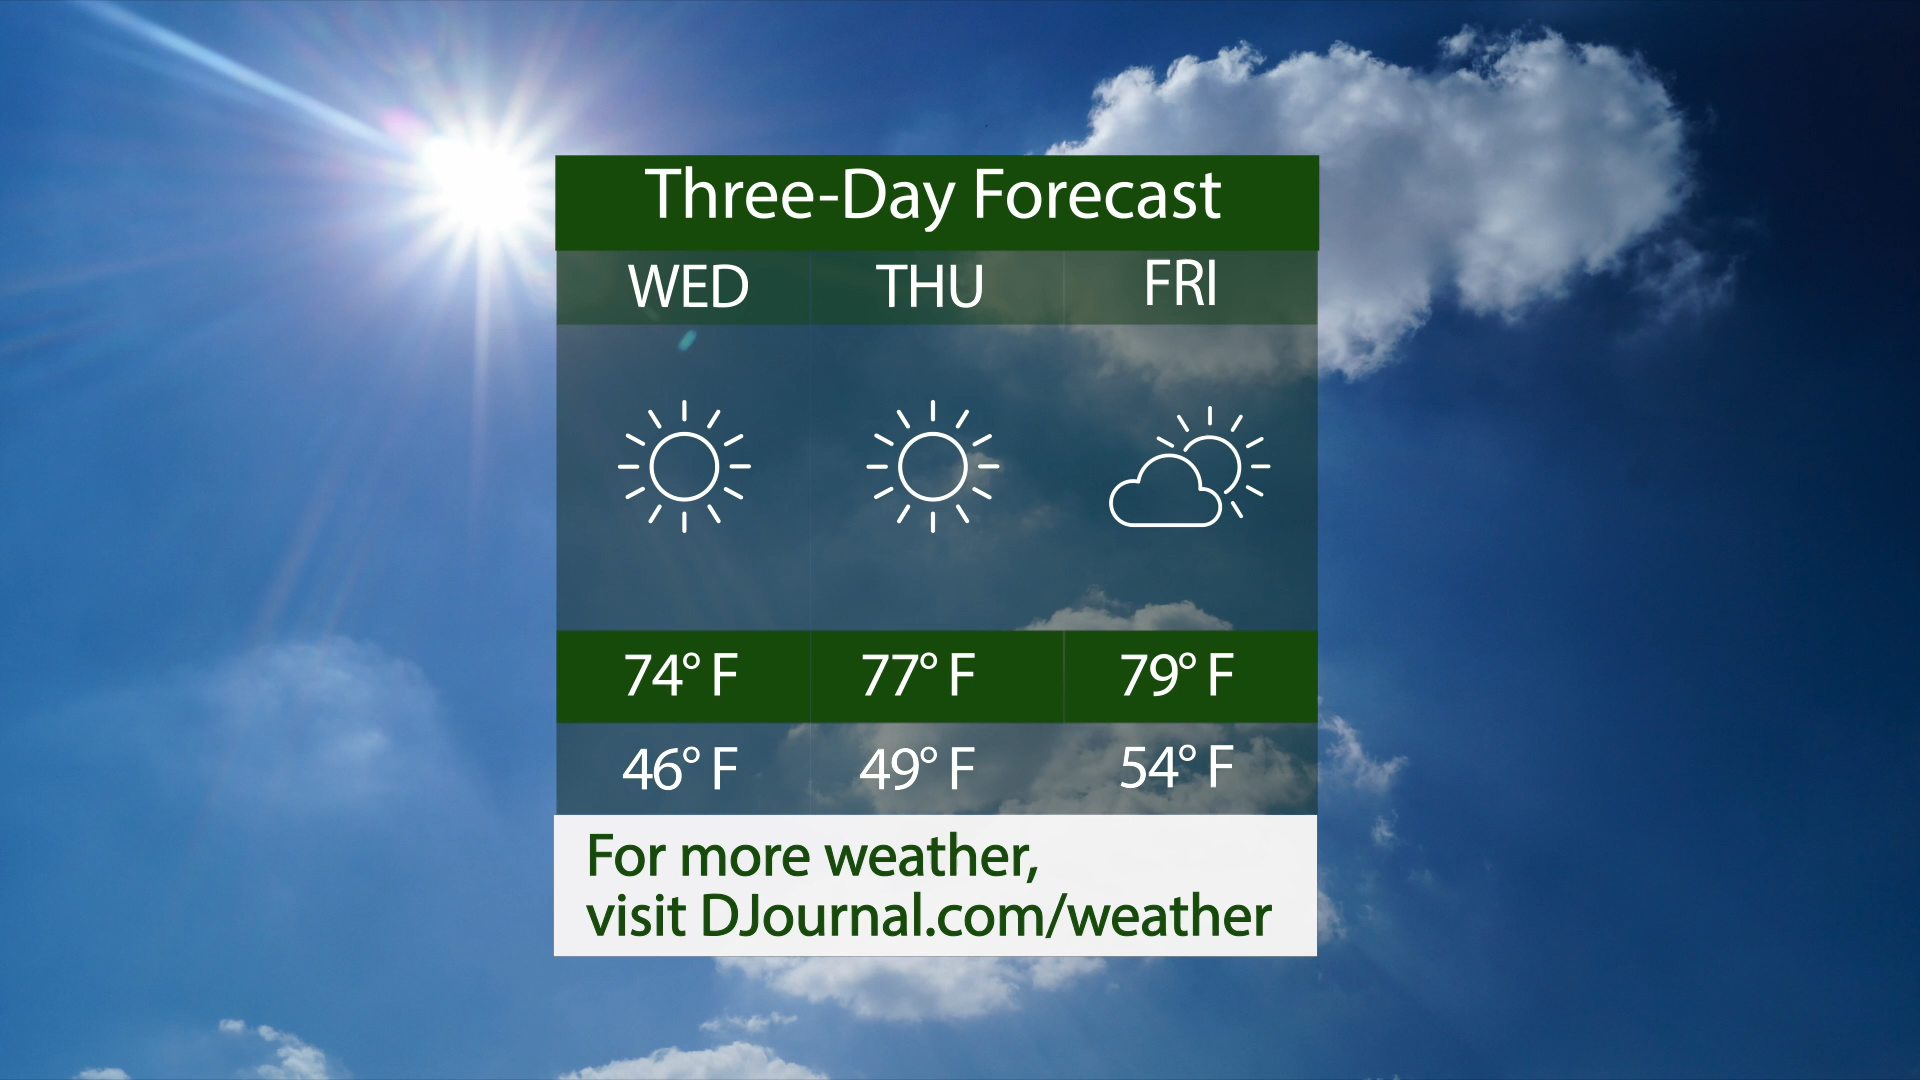 Three-Day Forecast
WED THU FRI
74° F 77° F 79° F
46° F 49° F 54° F
For more weather,
visit DJournal.com/weather